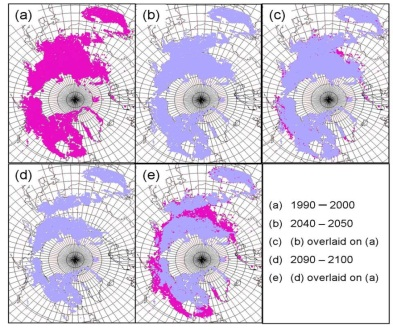 (a)
(b)
(c)
(d)
(e)
(a) 1990 – 2000
(b) 2040 – 2050
(c) (b) overlaid on (a)
(d) 2090 – 2100
(e) (d) overlaid on (a)